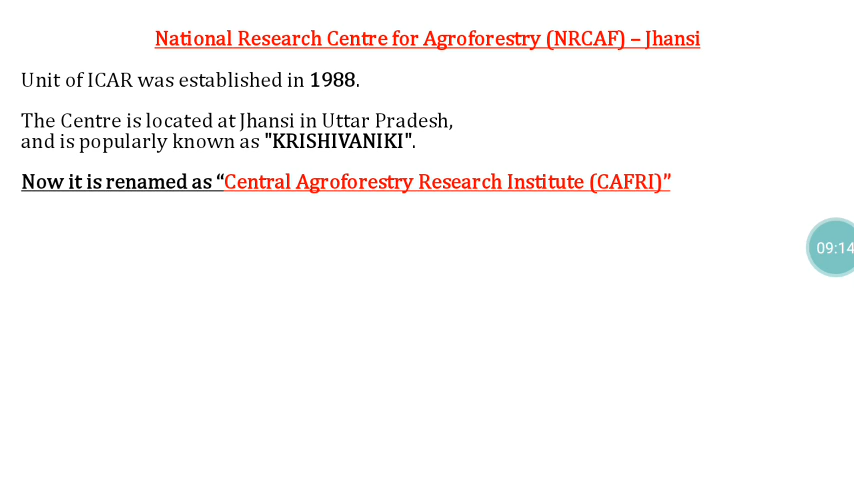 National Research Centre for Agroforestry (NRCAF) – Jhansi
Unit of ICAR was established in 1988.
The Centre is located at Jhansi in Uttar Pradesh,
and is popularly known as "KRISHIVANIKI".
Now it is renamed as “Central Agroforestry Research Institute (CAFRI)”
09:14